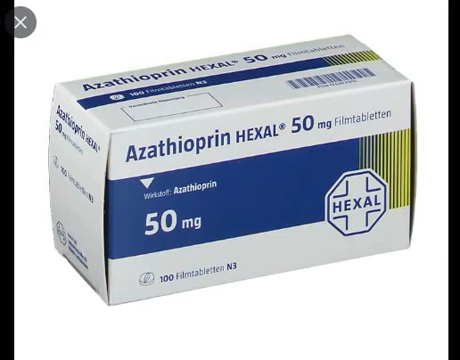 Azathioprin HEXAL® 50 mg Filmtabletten
100 Filmtabletten N3
Azathioprin HEXAL®
50 mg
100 Filmtabletten N3
Azathioprin HEXAL® 50 mg Filmtabletten
Wirkstoff: Azathioprin
50 mg
HEXAL
100 Filmtabletten N3